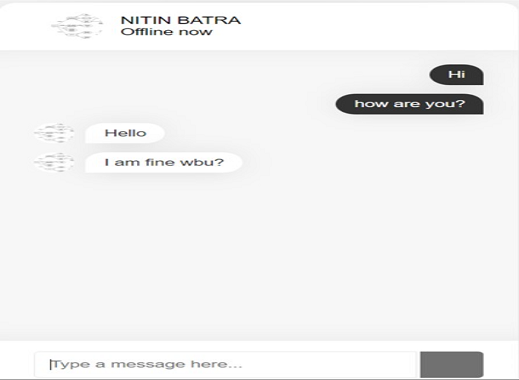 NITIN BATRA
Offline now
Hi
how are you?
Hello
I am fine wbu?
Type a message here...